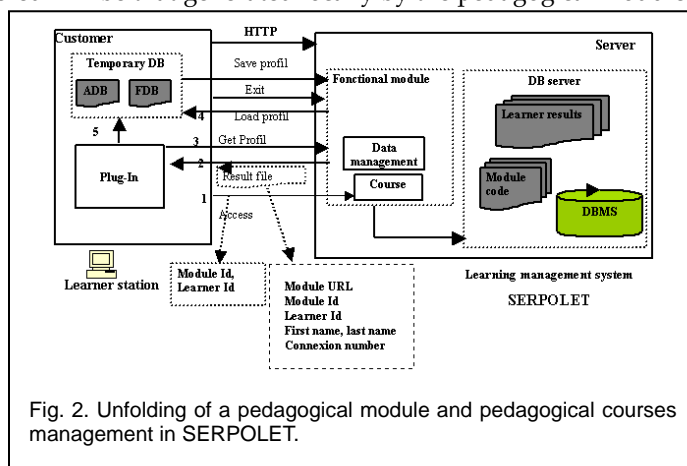 Customer
HTTP
Server
Temporary DB
Save profil
Fonctional module
DB server
ADB
FDB
Exit
4
Load profil
Learner results
5
3
Get Profil
Data
management
Plug-In
2
Result file
Module
code
1
Course
DBMS
Access
Learner station
Module Id,
Learner Id
Module URL
Module Id
Learner Id
First name, last name
Connexion number
Learning management system
SERPOLET
Fig. 2. Unfolding of a pedagogical module and pedagogical courses
management in SERPOLET.